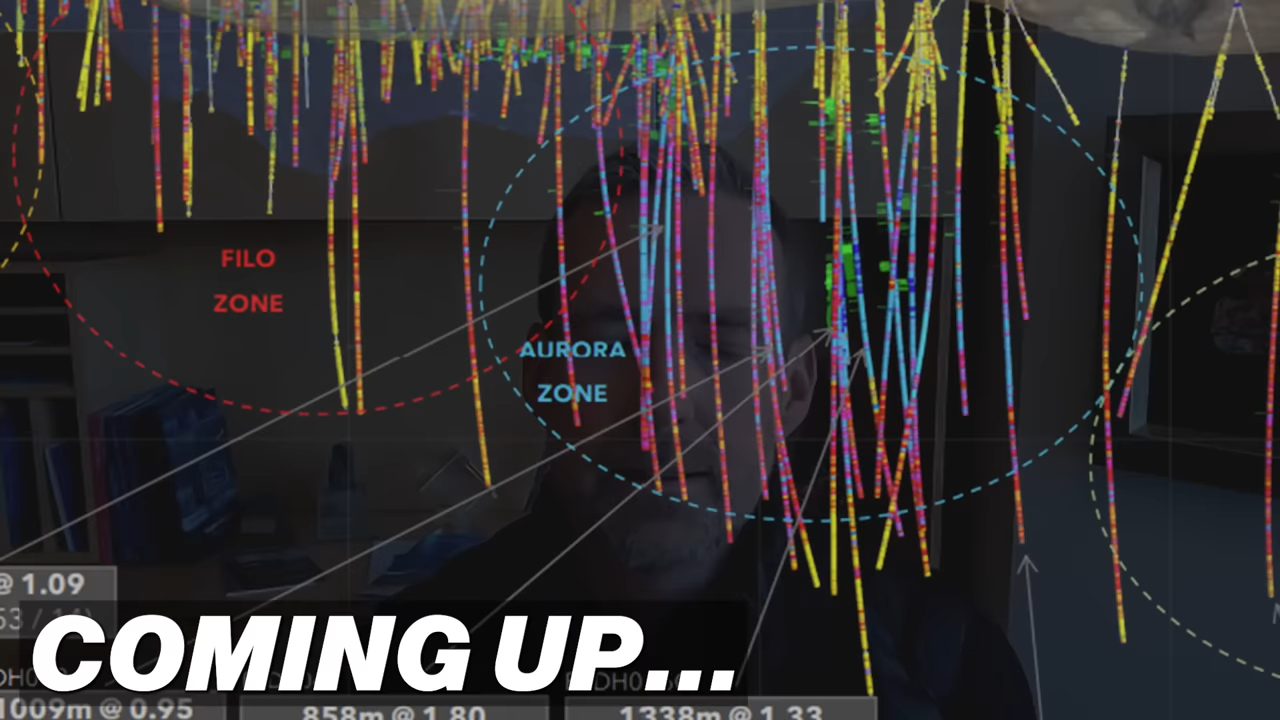 FILO
ZONE
AURORA
ZONE
@ 1.09
COMING UP...
1009m @ 0.95
858m @ 1.80
1338m @ 1.33